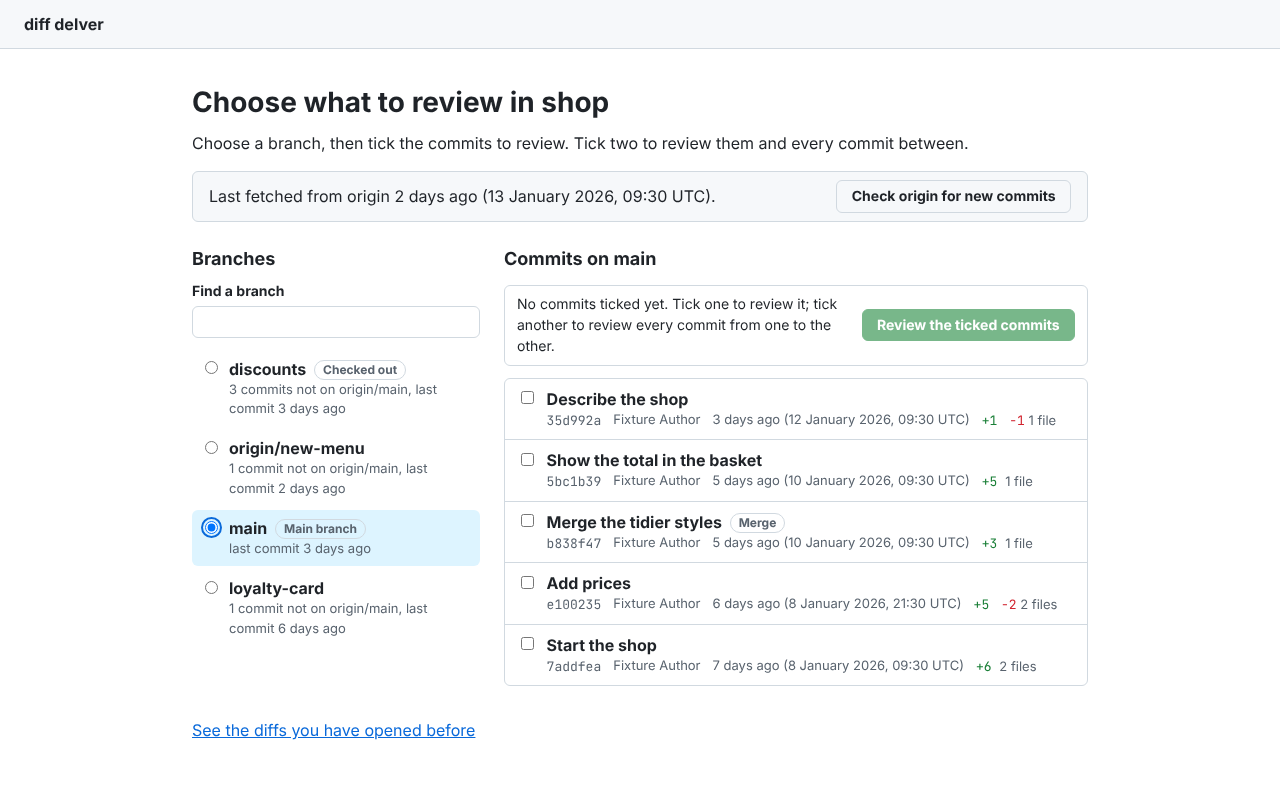 diff delver
Choose what to review in shop
Choose a branch, then tick the commits to review. Tick two to review them and every commit between.
Last fetched from origin 2 days ago (13 January 2026, 09:30 UTC).
Check origin for new commits
Branches
Find a branch
discounts Checked out
3 commits not on origin/main, last
commit 3 days ago
origin/new-menu
1 commit not on origin/main, last
commit 2 days ago
main Main branch
last commit 3 days ago
loyalty-card
1 commit not on origin/main, last
commit 6 days ago
Commits on main
No commits ticked yet. Tick one to review it; tick
another to review every commit from one to the
other.
Review the ticked commits
Describe the shop
35d992a Fixture Author 3 days ago (12 January 2026, 09:30 UTC) +1 -1 1 file
Show the total in the basket
5bc1b39 Fixture Author 5 days ago (10 January 2026, 09:30 UTC) +5 1 file
Merge the tidier styles Merge
b838f47 Fixture Author 5 days ago (10 January 2026, 09:30 UTC) +3 1 file
Add prices
e100235 Fixture Author 6 days ago (8 January 2026, 21:30 UTC) +5 -2 2 files
Start the shop
7addfea Fixture Author 7 days ago (8 January 2026, 09:30 UTC) +6 2 files
See the diffs you have opened before